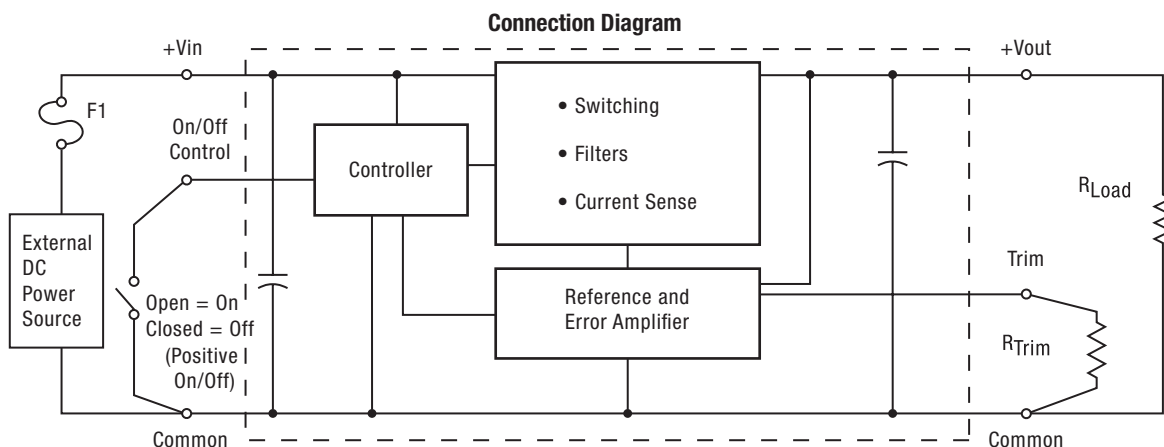 Connection Diagram
+Vin
+Vout
F1
On/Off
Control
Controller
• Switching
• Filters
• Current Sense
RLoad
External
DC
Power
Source
Open = On
Closed = Off
(Positive
On/Off)
Reference and
Error Amplifier
Trim
RTrim
Common
Common